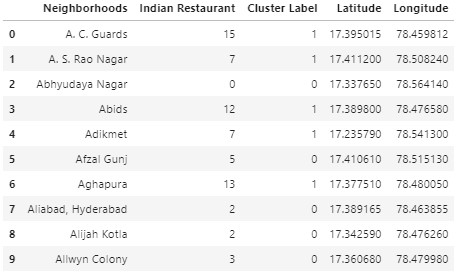 Neighborhoods Indian Restaurant Cluster Label Latitude Longitude
0 A. C. Guards 15 1 17.395015 78.459812
1 A. S. Rao Nagar 7 1 17.411200 78.508240
2 Abhyudaya Nagar 0 0 17.337650 78.564140
3 Abids 12 1 17.389800 78.476580
4 Adikmet 7 1 17.235790 78.541300
5 Afzal Gunj 5 0 17.410610 78.515130
6 Aghapura 13 1 17.377510 78.480050
7 Aliabad, Hyderabad 2 0 17.389165 78.463855
8 Alijah Kotla 2 0 17.342590 78.476260
9 Allwyn Colony 3 0 17.360680 78.479980